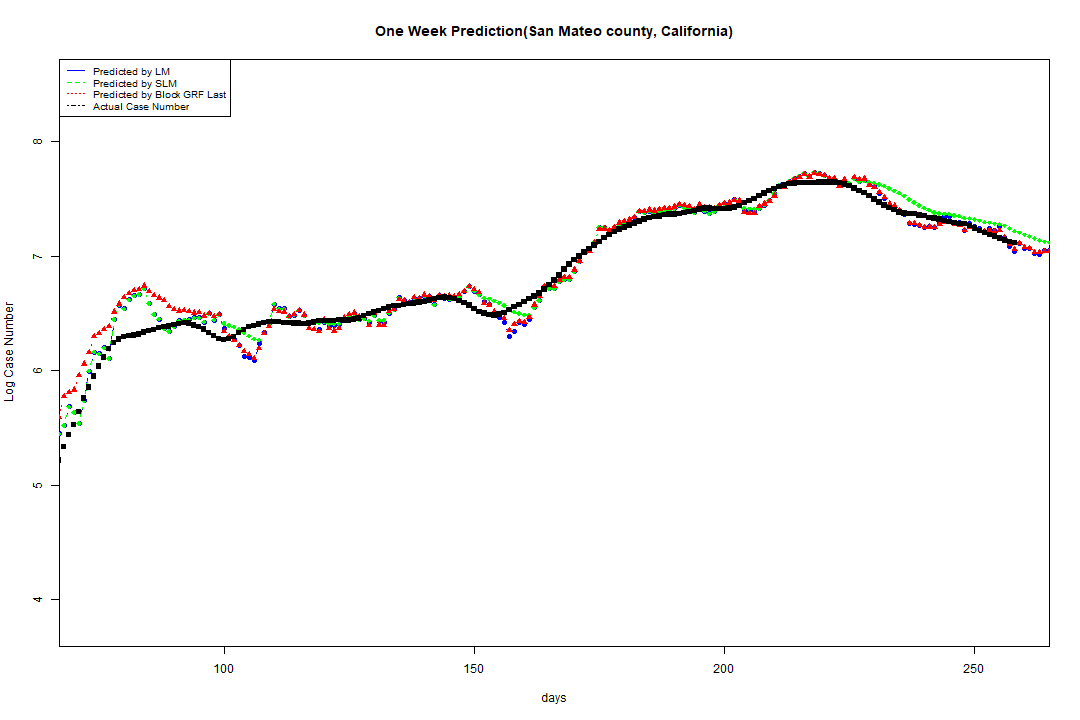 One Week Prediction(San Mateo county, California)
Predicted by LM
Predicted by SLM
Predicted by Block GRF Last
Actual Case Number
8
7
6
5
4
Log Case Number
100
150
200
250
days